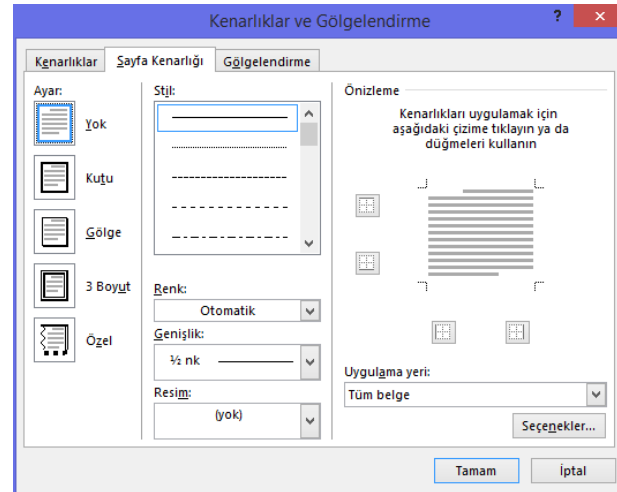 Kenarlıklar ve Gölgelendirme
?
×
Kenarlıklar
Sayfa Kenarlığı
Gölgelendirme
Ayar:
Yok
Kutu
Gölge
3 Boyut
Özel
Stil:
Renk:
Otomatik
Genişlik:
½ nk
Resim:
(yok)
Önizleme
Kenarlıkları uygulamak için
aşağıdaki çizime tıklayın ya da
düğmeleri kullanın
Uygulama yeri:
Tüm belge
Seçenekler...
Tamam
İptal